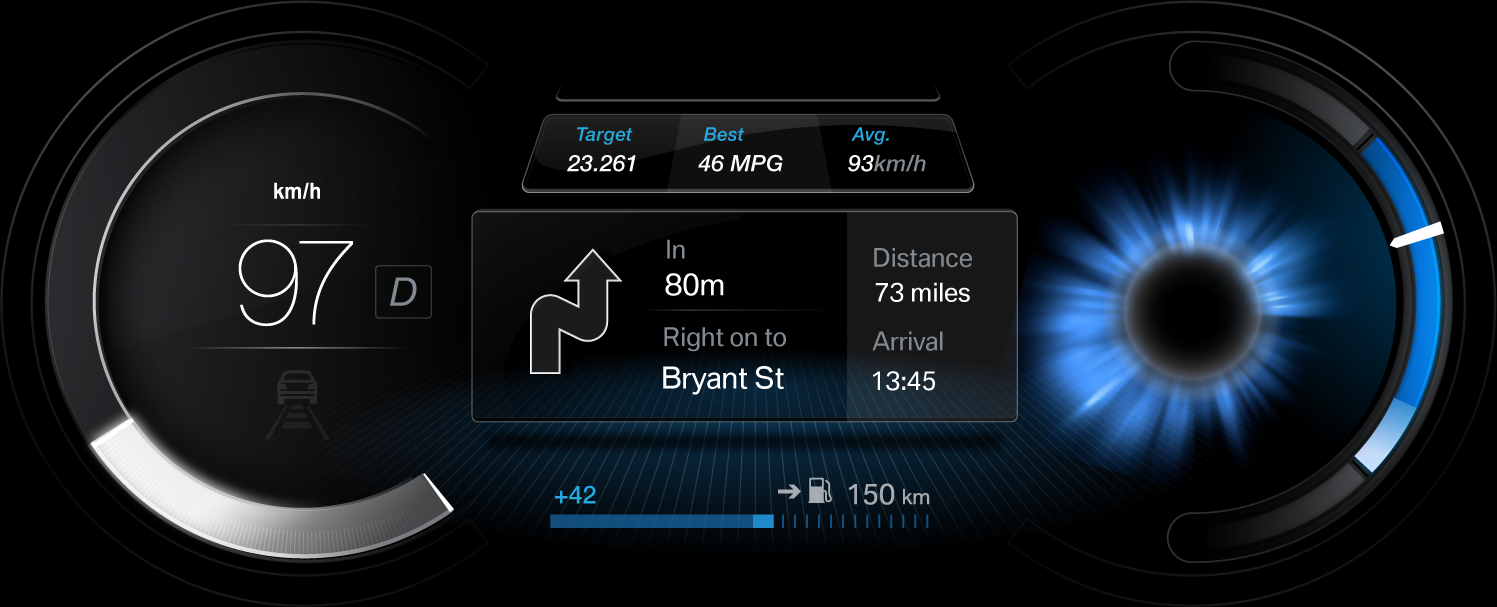 Target Best Avg.
23.261 46 MPG 93km/h
km/h
97
D
In
80m
Right on to
Bryant St
Distance
73 miles
Arrival
13:45
+42
150 km